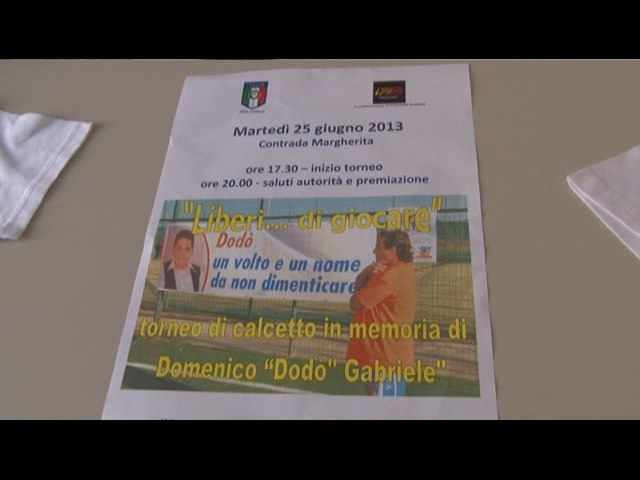 Martedì 25 giugno 2013
Contrada Margherita
ore 17.30 – inizio torneo
ore 20.00 - saluti autorità e premiazione
"Liberi... di giocare"
Dodò
un volto e un nome
da non dimenticare
torneo di calcetto in memoria di
Domenico "Dodò" Gabriele"